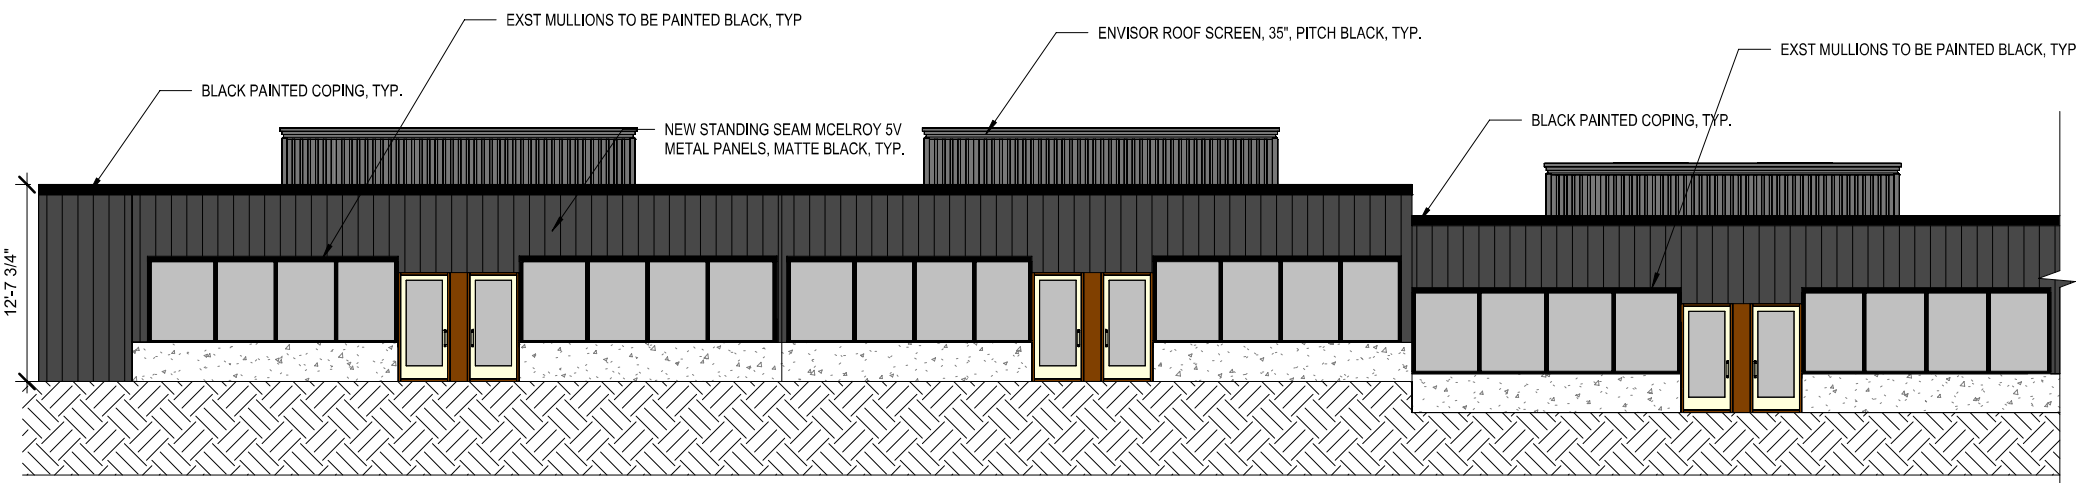 EXST MULLIONS TO BE PAINTED BLACK, TYP
ENVISOR ROOF SCREEN, 35", PITCH BLACK, TYP.
EXST MULLIONS TO BE PAINTED BLACK, TYP
BLACK PAINTED COPING, TYP.
NEW STANDING SEAM MCELROY 5V
METAL PANELS, MATTE BLACK, TYP.
BLACK PAINTED COPING, TYP.
12'-7 3/4"